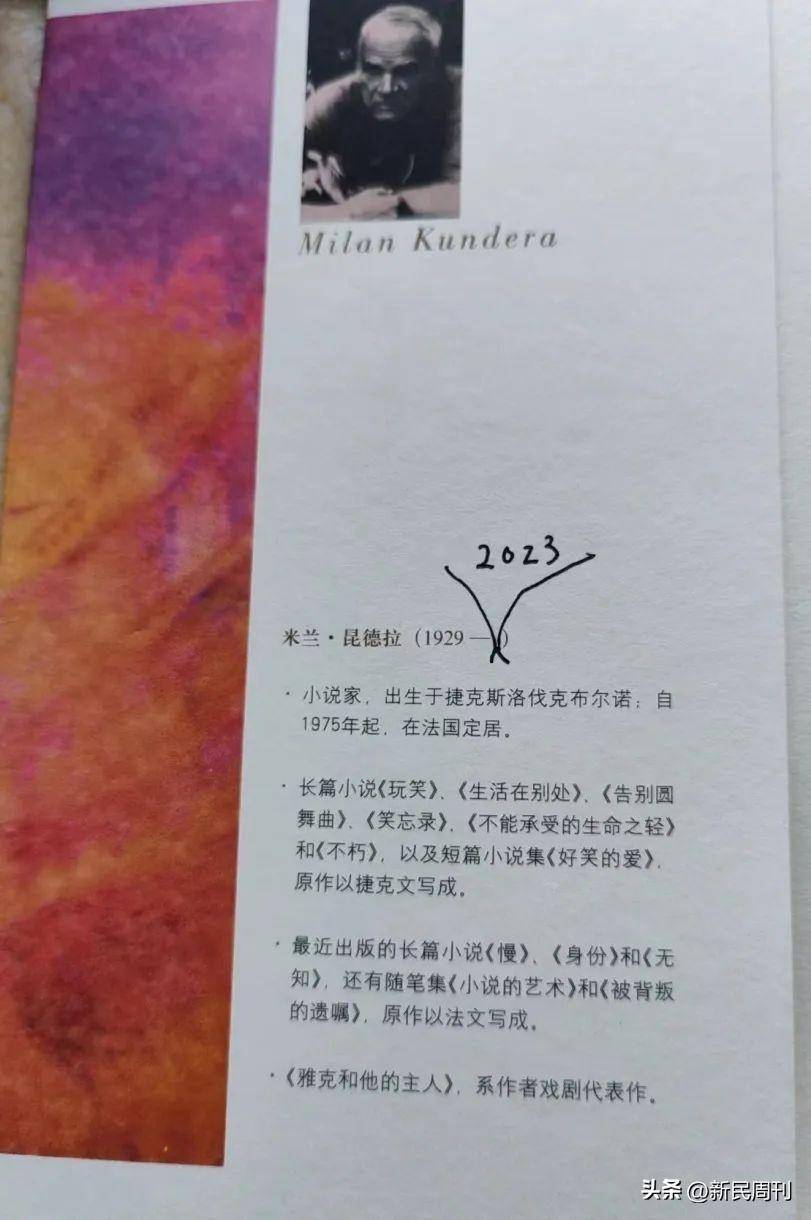 Milan Kundera
2023
米兰·昆德拉（1929— ）
· 小说家，出生于捷克斯洛伐克布尔诺；自
1975年起，在法国定居。
· 长篇小说《玩笑》、《生活在别处》、《告别圆
舞曲》、《笑忘录》、《不能承受的生命之轻》
和《不朽》，以及短篇小说集《好笑的爱》，
原作以捷克文写成。
· 最近出版的长篇小说《慢》、《身份》和《无
知》，还有随笔集《小说的艺术》和《被背叛
的遗嘱》，原作以法文写成。
· 《雅克和他的主人》，系作者戏剧代表作。
头条 @新民周刊